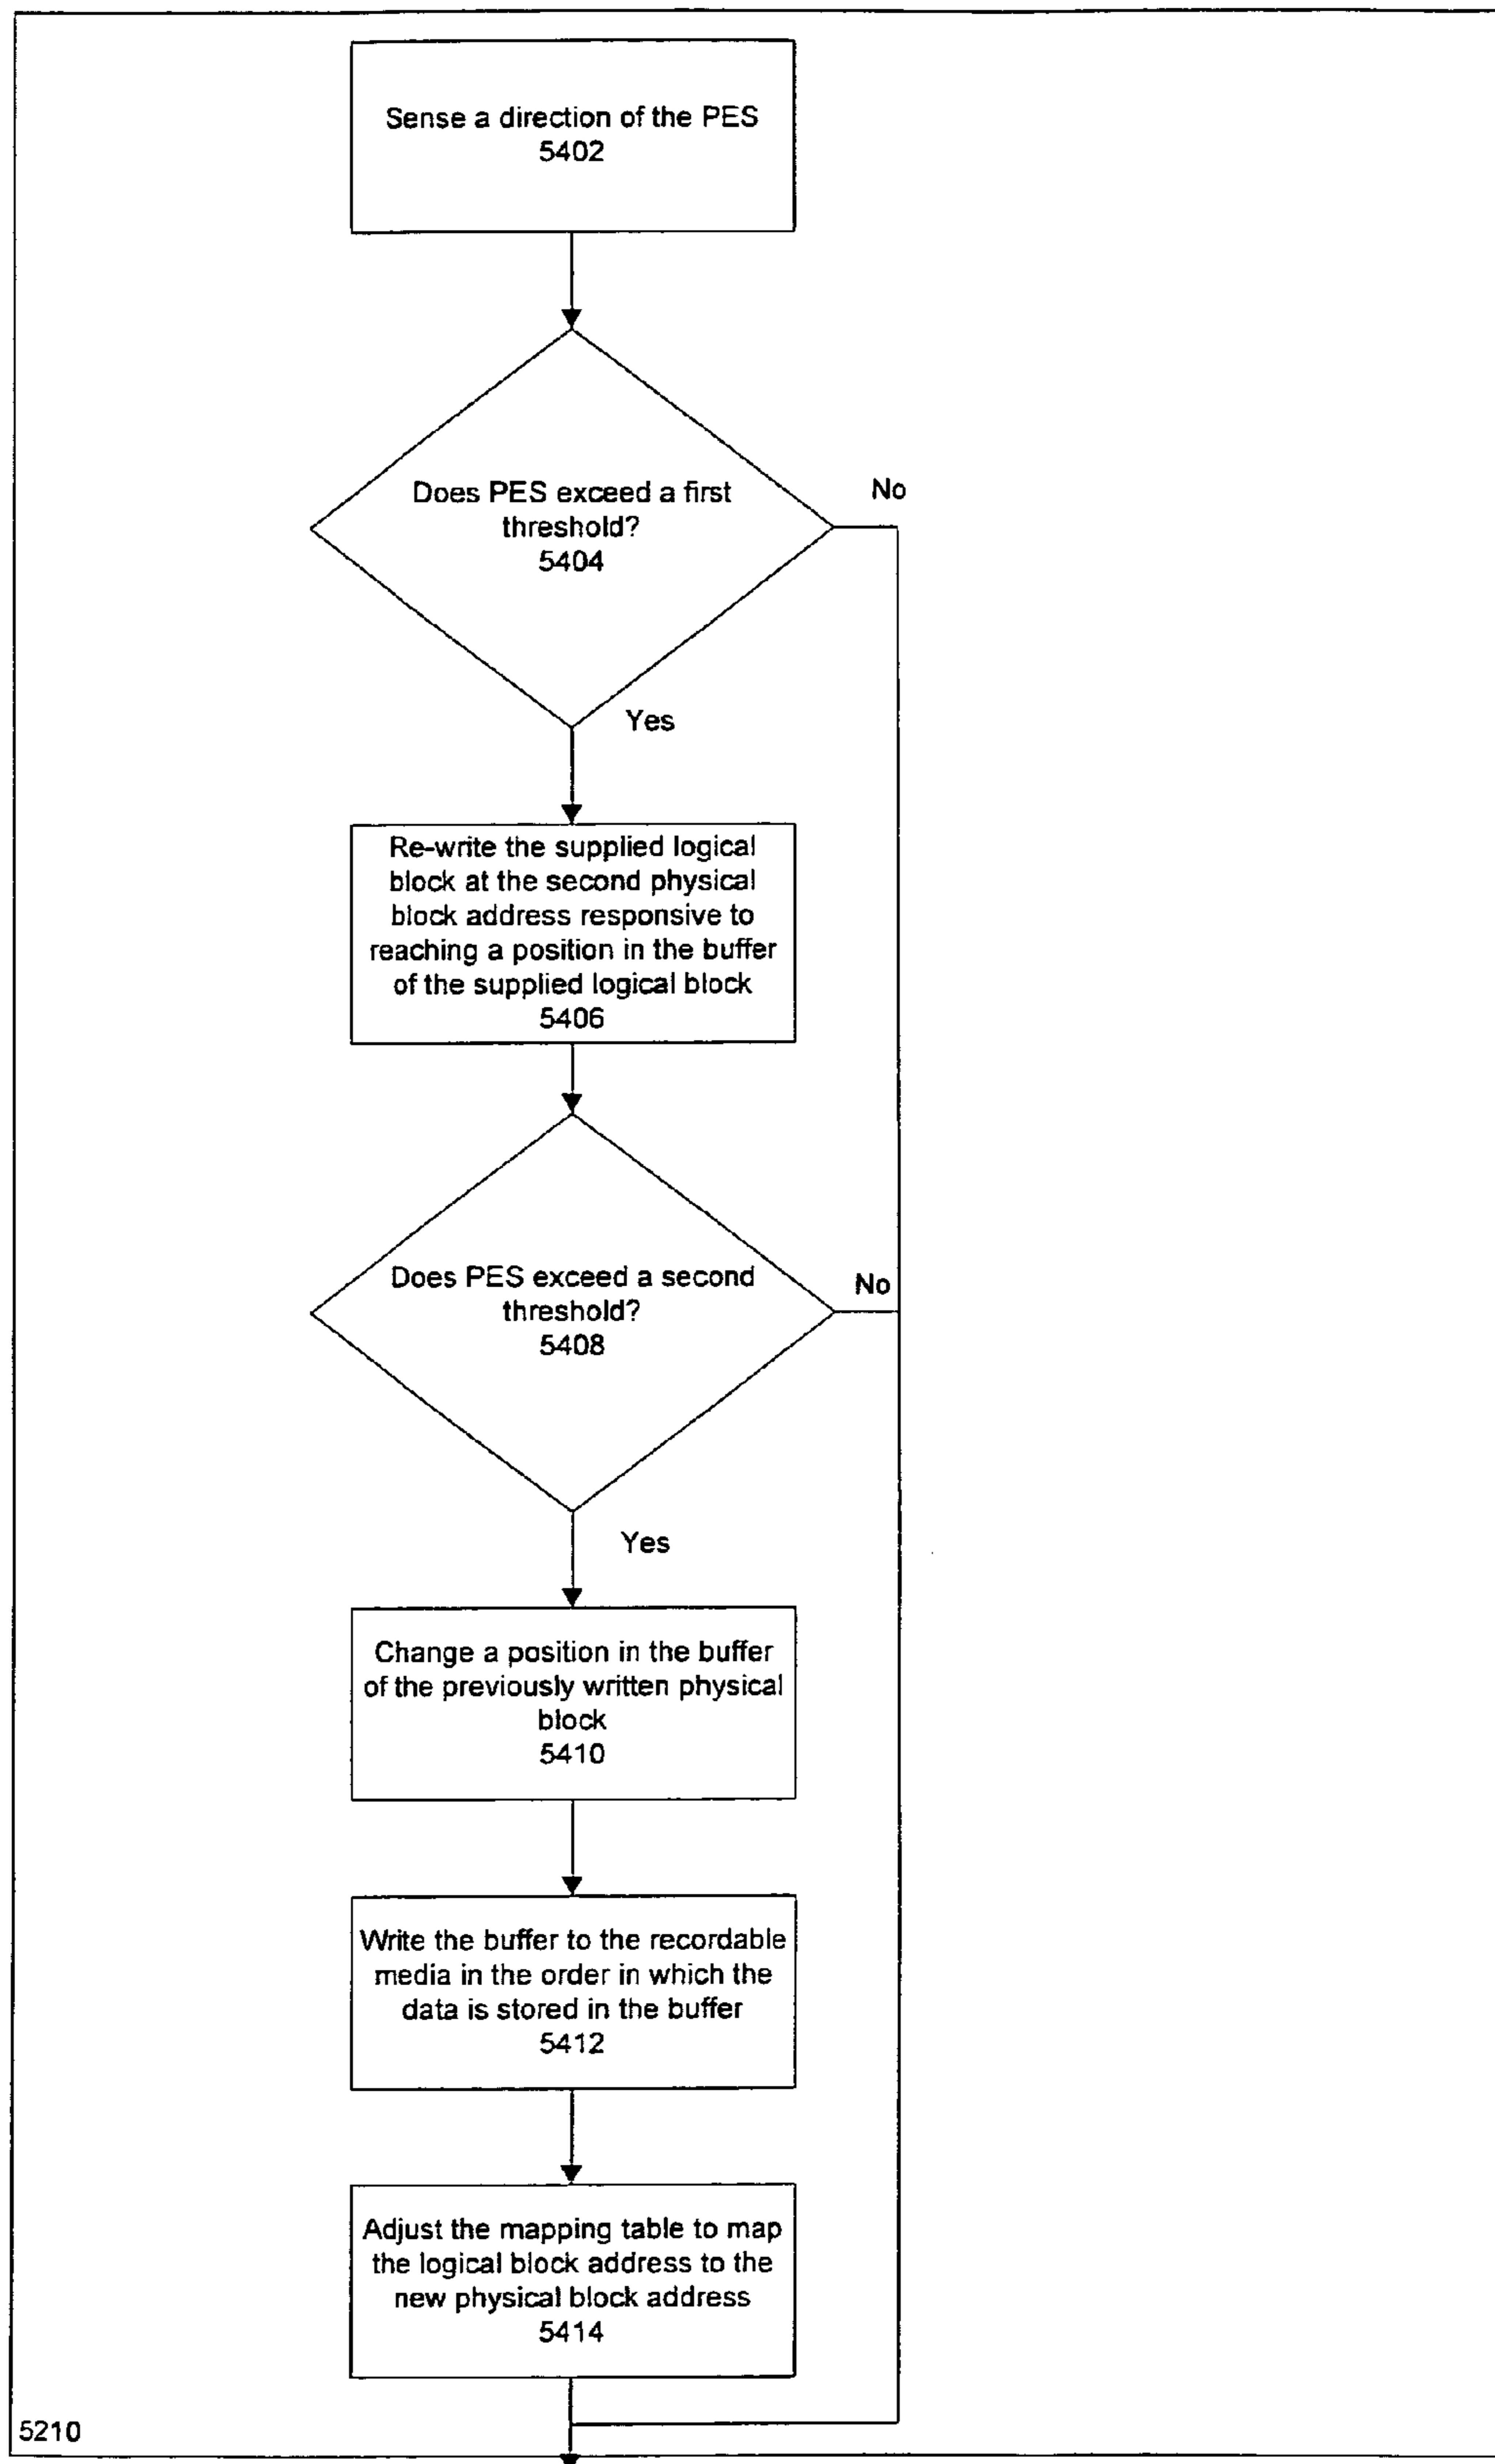 Sense a direction of the PES
5402
Does PES exceed a first
threshold?
5404
No
Yes
Re-write the supplied logical
block at the second physical
block address responsive to
reaching a position in the buffer
of the supplied logical block
5406
Does PES exceed a second
threshold?
5408
No
Yes
Change a position in the buffer
of the previously written physical
block
5410
Write the buffer to the recordable
media in the order in which the
data is stored in the buffer
5412
Adjust the mapping table to map
the logical block address to the
new physical block address
5414
5210